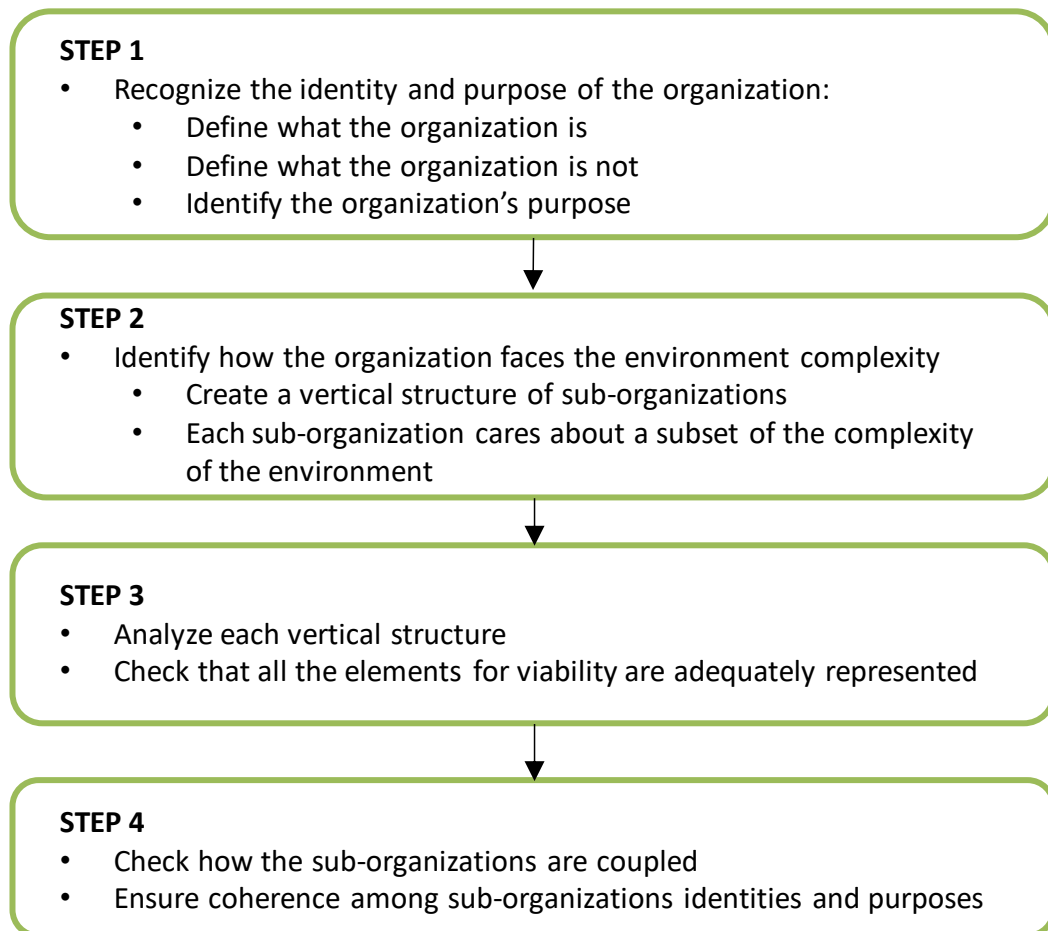 STEP 1
• Recognize the identity and purpose of the organization:
• Define what the organization is
• Define what the organization is not
• Identify the organization’s purpose
STEP 2
• Identify how the organization faces the environment complexity
• Create a vertical structure of sub-organizations
• Each sub-organization cares about a subset of the complexity
of the environment
STEP 3
• Analyze each vertical structure
• Check that all the elements for viability are adequately represented
STEP 4
• Check how the sub-organizations are coupled
• Ensure coherence among sub-organizations identities and purposes